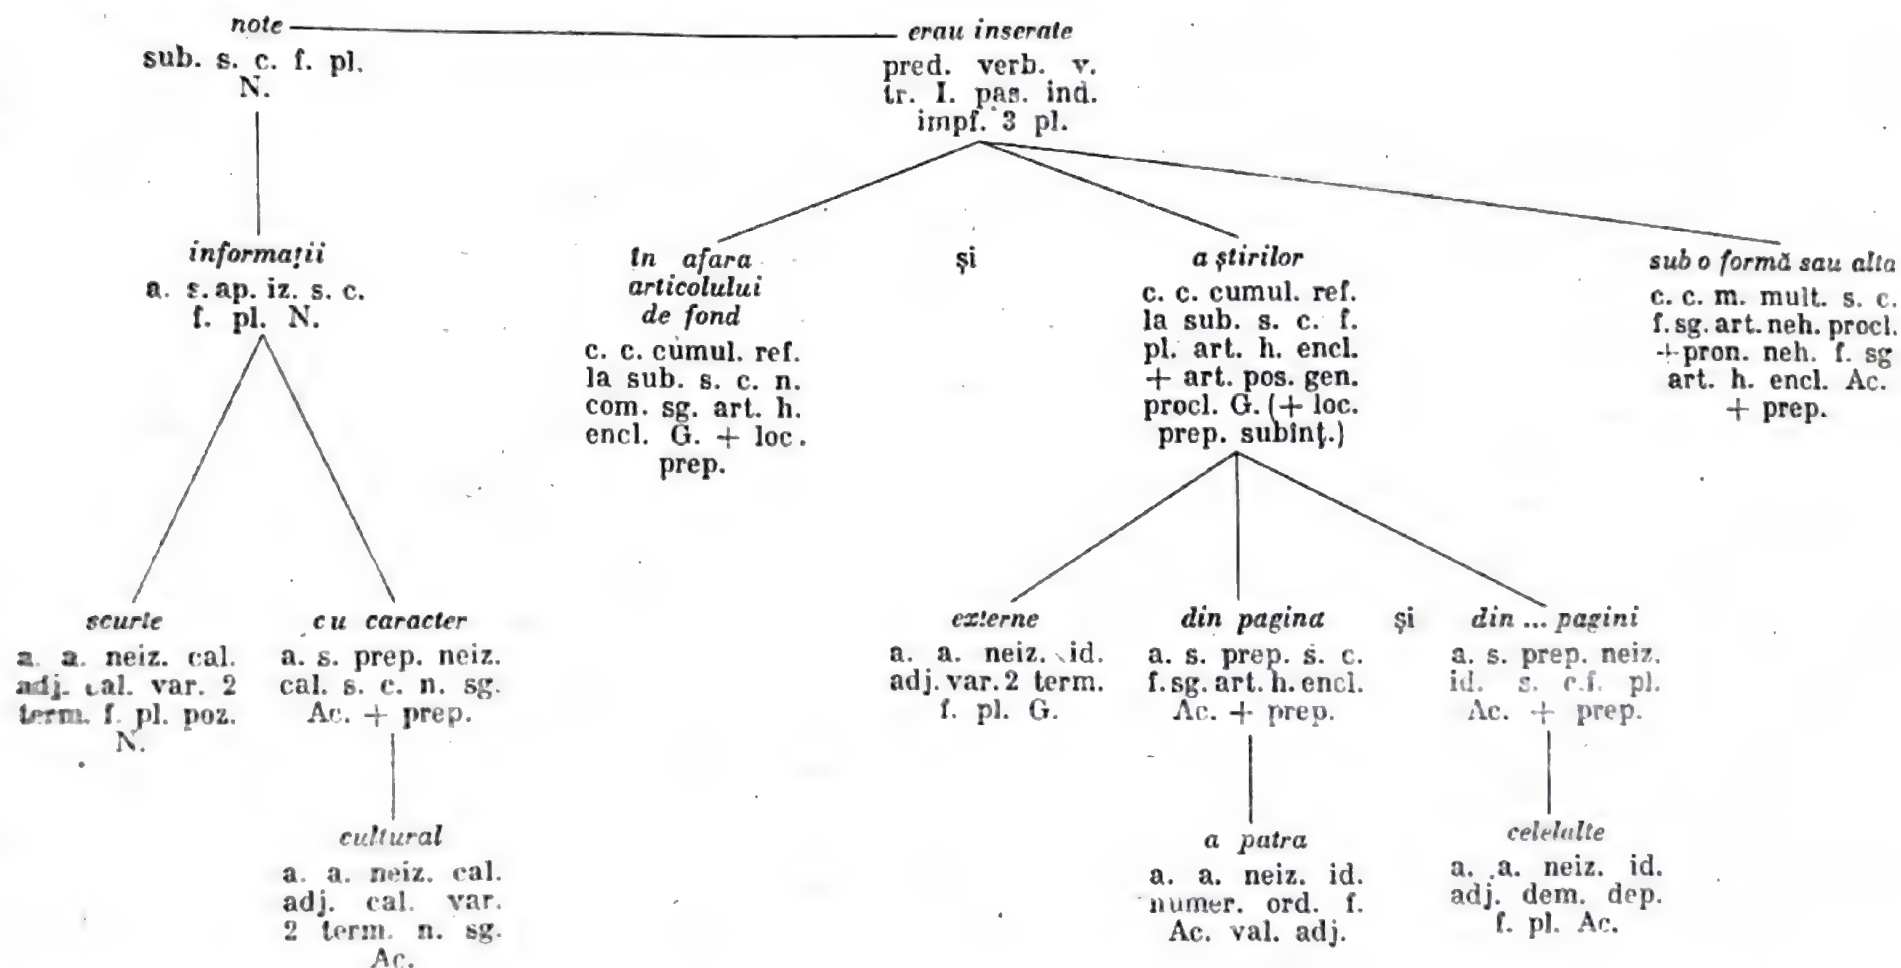 note
sub. s. c. f. pl.
N.
erau inserate
pred. verb. v.
tr. I. pas. ind.
impf. 3 pl.
informații
a. s. ap. iz. s. c.
f. pl. N.
în afara
articolului
de fond
c. c. cumul. ref.
la sub. s. c. n.
com. sg. art. h.
encl. G. + loc.
prep.
și
a știrilor
c. c. cumul. ref.
la sub. s. c. f.
pl. art. h. encl.
+ art. pos. gen.
procl. G. (+ loc.
prep. subînț.)
sub o formă sau alta
c. c. m. mult. s. c.
f. sg. art. neh. procl.
+ pron. neh. f. sg
art. h. encl. Ac.
+ prep.
scurte
a. a. neiz. cal.
adj. cal. var. 2
term. f. pl. poz.
N.
cu caracter
a. s. prep. neiz.
cal. s. c. n. sg.
Ac. + prep.
externe
a. a. neiz. id.
adj. var. 2 term.
f. pl. G.
din pagina
a. s. prep. s. c.
f. sg. art. h. encl.
Ac. + prep.
și
din ... pagini
a. s. prep. neiz.
id. s. c. f. pl.
Ac. + prep.
cultural
a. a. neiz. cal.
adj. cal. var.
2 term. n. sg.
Ac.
a patra
a. a. neiz. id.
numer. ord. f.
Ac. val. adj.
celelalte
a. a. neiz. id.
adj. dem. dep.
f. pl. Ac.